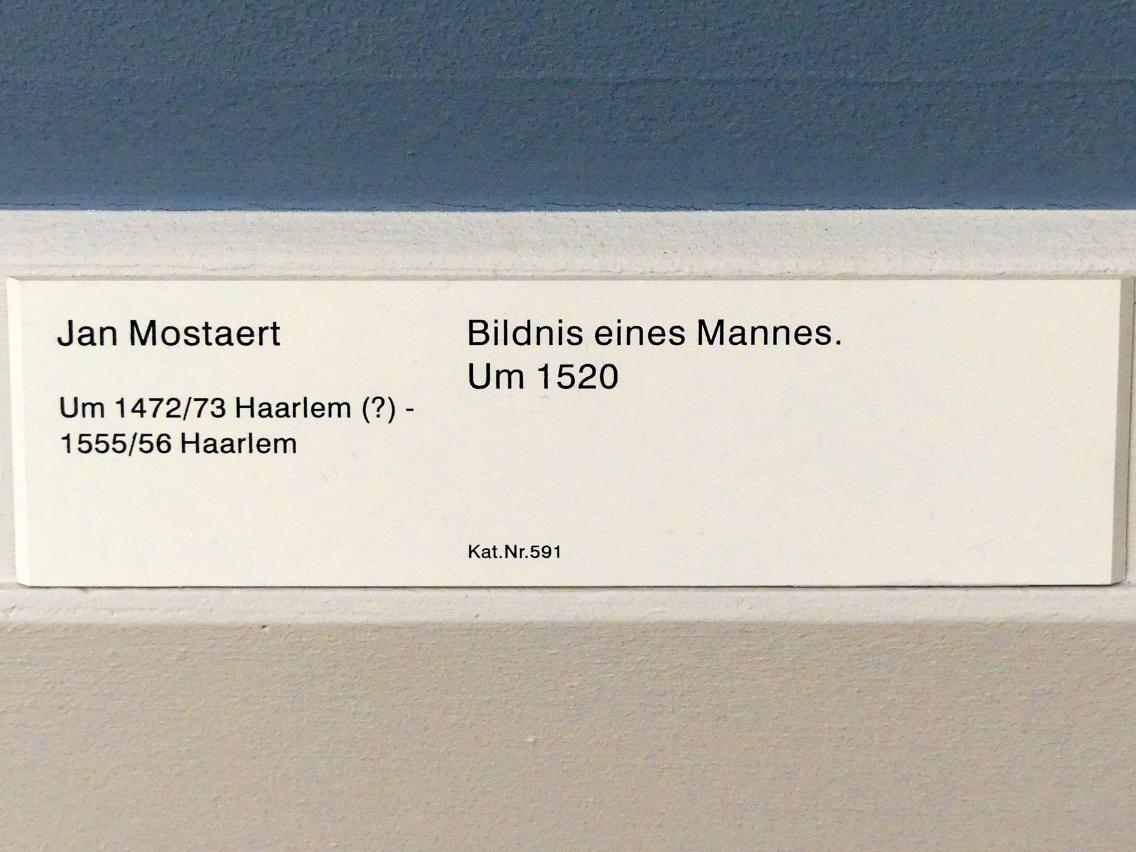 Jan Mostaert
Um 1472/73 Haarlem (?) -
1555/56 Haarlem
Bildnis eines Mannes.
Um 1520
Kat.Nr.591